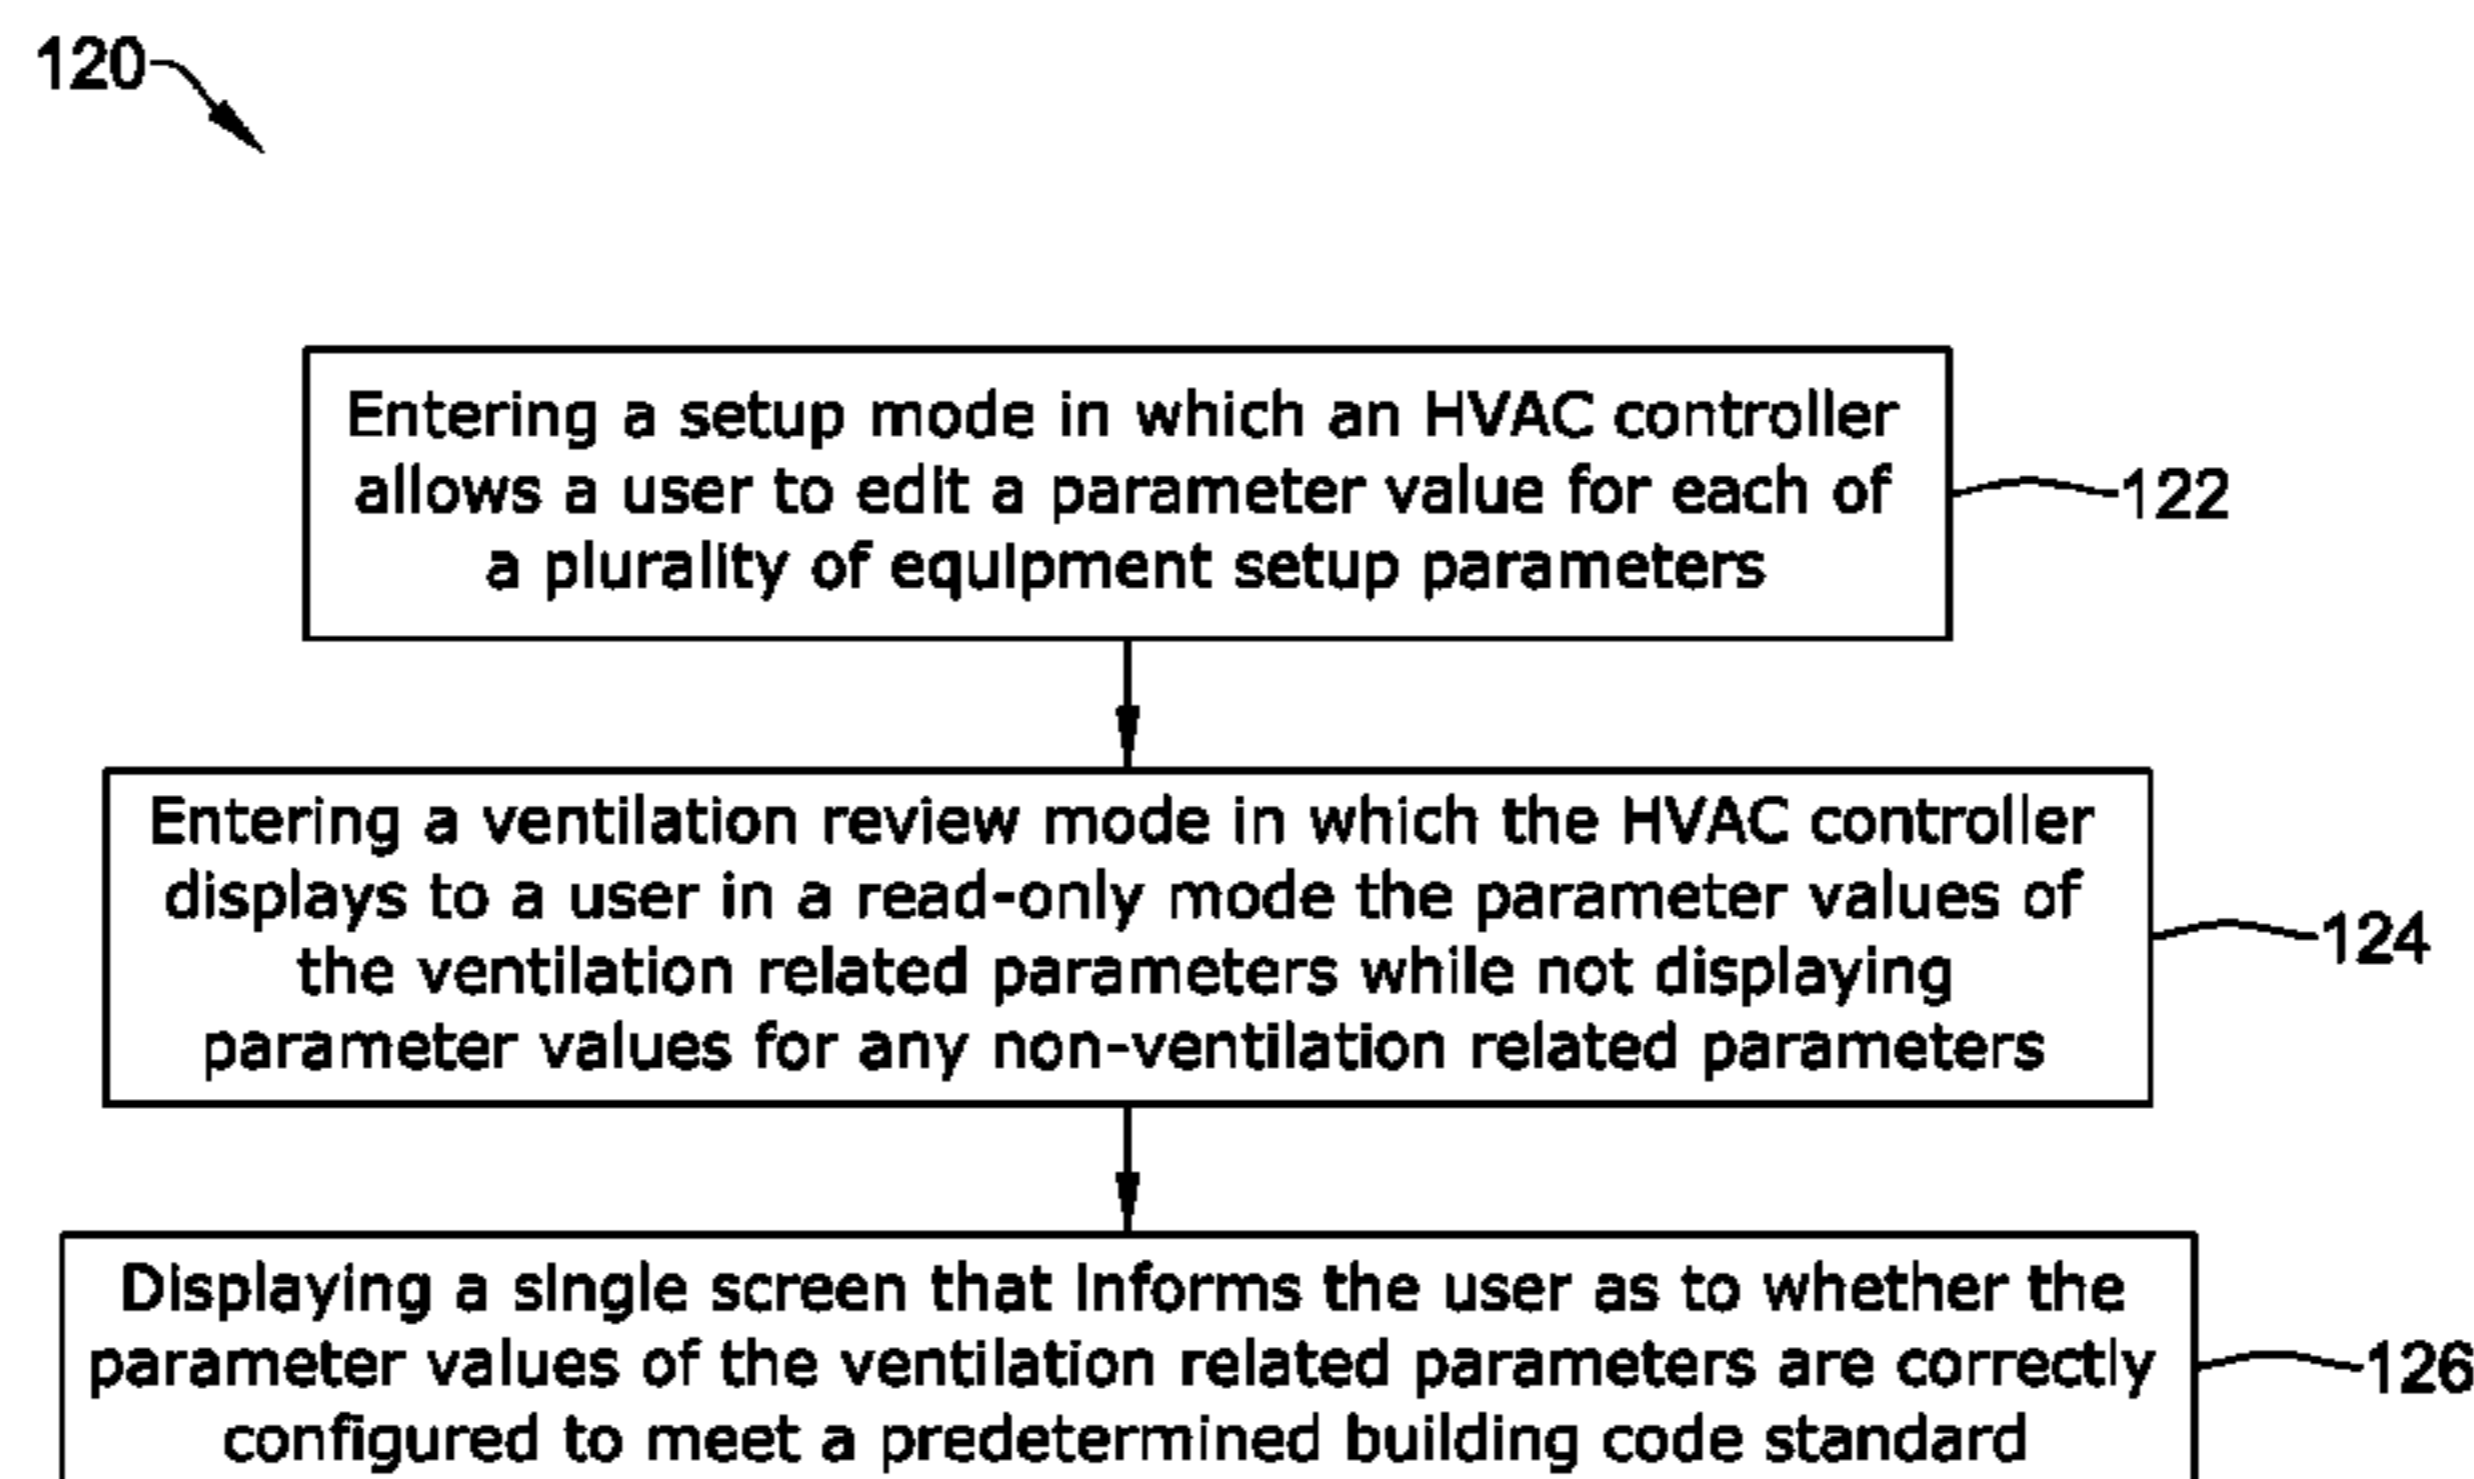 120
Entering a setup mode in which an HVAC controller
allows a user to edit a parameter value for each of
a plurality of equipment setup parameters
122
Entering a ventilation review mode in which the HVAC controller
displays to a user in a read-only mode the parameter values of
the ventilation related parameters while not displaying
parameter values for any non-ventilation related parameters
124
Displaying a single screen that informs the user as to whether the
parameter values of the ventilation related parameters are correctly
configured to meet a predetermined building code standard
126